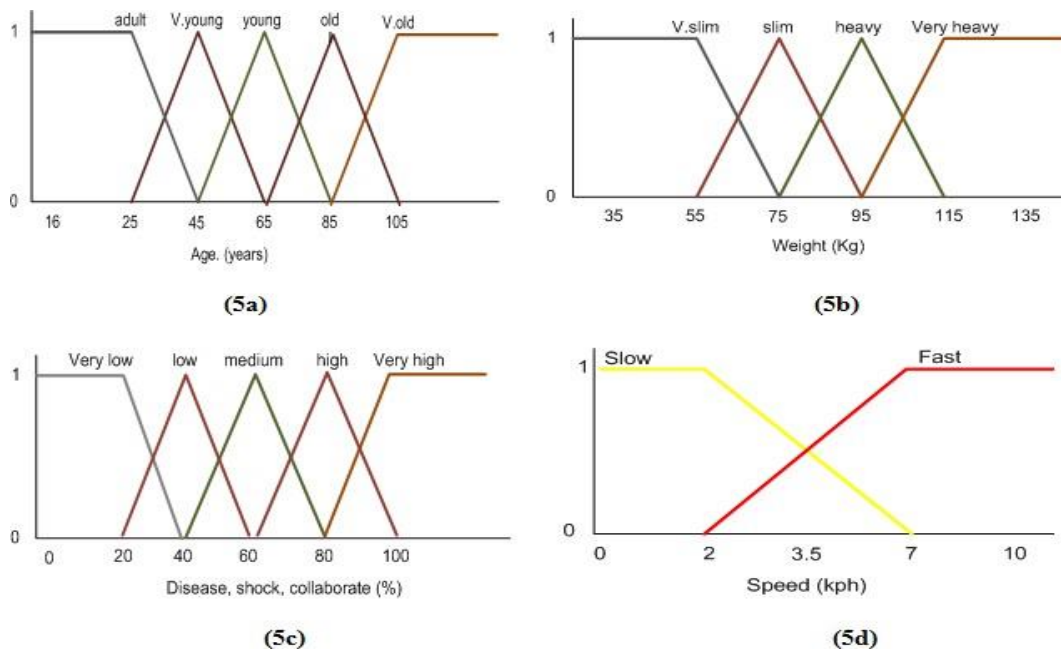 adult V.young young old V.old
1
0
16 25 45 65 85 105
Age. (years)
(5a)
V.slim slim heavy Very heavy
1
0
35 55 75 95 115 135
Weight (Kg)
(5b)
Very low low medium high Very high
1
0
0 20 40 60 80 100
Disease, shock, collaborate (%)
(5c)
Slow Fast
1
0
0 2 3.5 7 10
Speed (kph)
(5d)